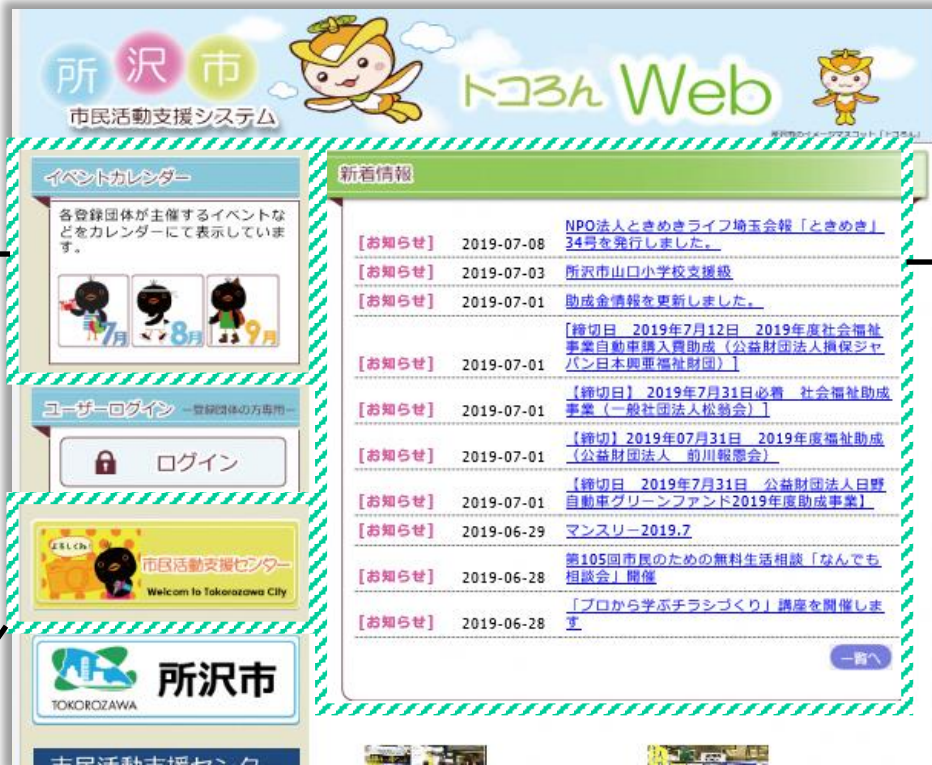 所沢市
市民活動支援システム
トコろん Web
所沢市のイメージマスコット「トコろん」
イベントカレンダー
各登録団体が主催するイベントな
どをカレンダーにて表示していま
す。
7月
8月
9月
ユーザーログイン －登録団体の方専用－
ログイン
よろしくね
市民活動支援センター
Welcom to Tokorozawa City
所沢市
TOKOROZAWA
市民活動支援センター
新着情報
[お知らせ] 2019-07-08 NPO法人ときめきライフ埼玉会報「ときめき」
34号を発行しました。
[お知らせ] 2019-07-03 所沢市山口小学校支援級
[お知らせ] 2019-07-01 助成金情報を更新しました。
[締切日　2019年7月12日　2019年度社会福祉
事業自動車購入費助成（公益財団法人損保ジャ
[お知らせ] 2019-07-01 パン日本興亜福祉財団）]
【締切日】 2019年7月31日必着　社会福祉助成
[お知らせ] 2019-07-01 事業（一般社団法人松翁会）]
【締切】2019年07月31日　2019年度福祉助成
[お知らせ] 2019-07-01 （公益財団法人　前川報恩会）
【締切日　2019年7月31日　公益財団法人日野
[お知らせ] 2019-07-01 自動車グリーンファンド2019年度助成事業】
[お知らせ] 2019-06-29 マンスリー2019.7
第105回市民のための無料生活相談「なんでも
[お知らせ] 2019-06-28 相談会」開催
「プロから学ぶチラシづくり」講座を開催しま
[お知らせ] 2019-06-28 す
一覧へ